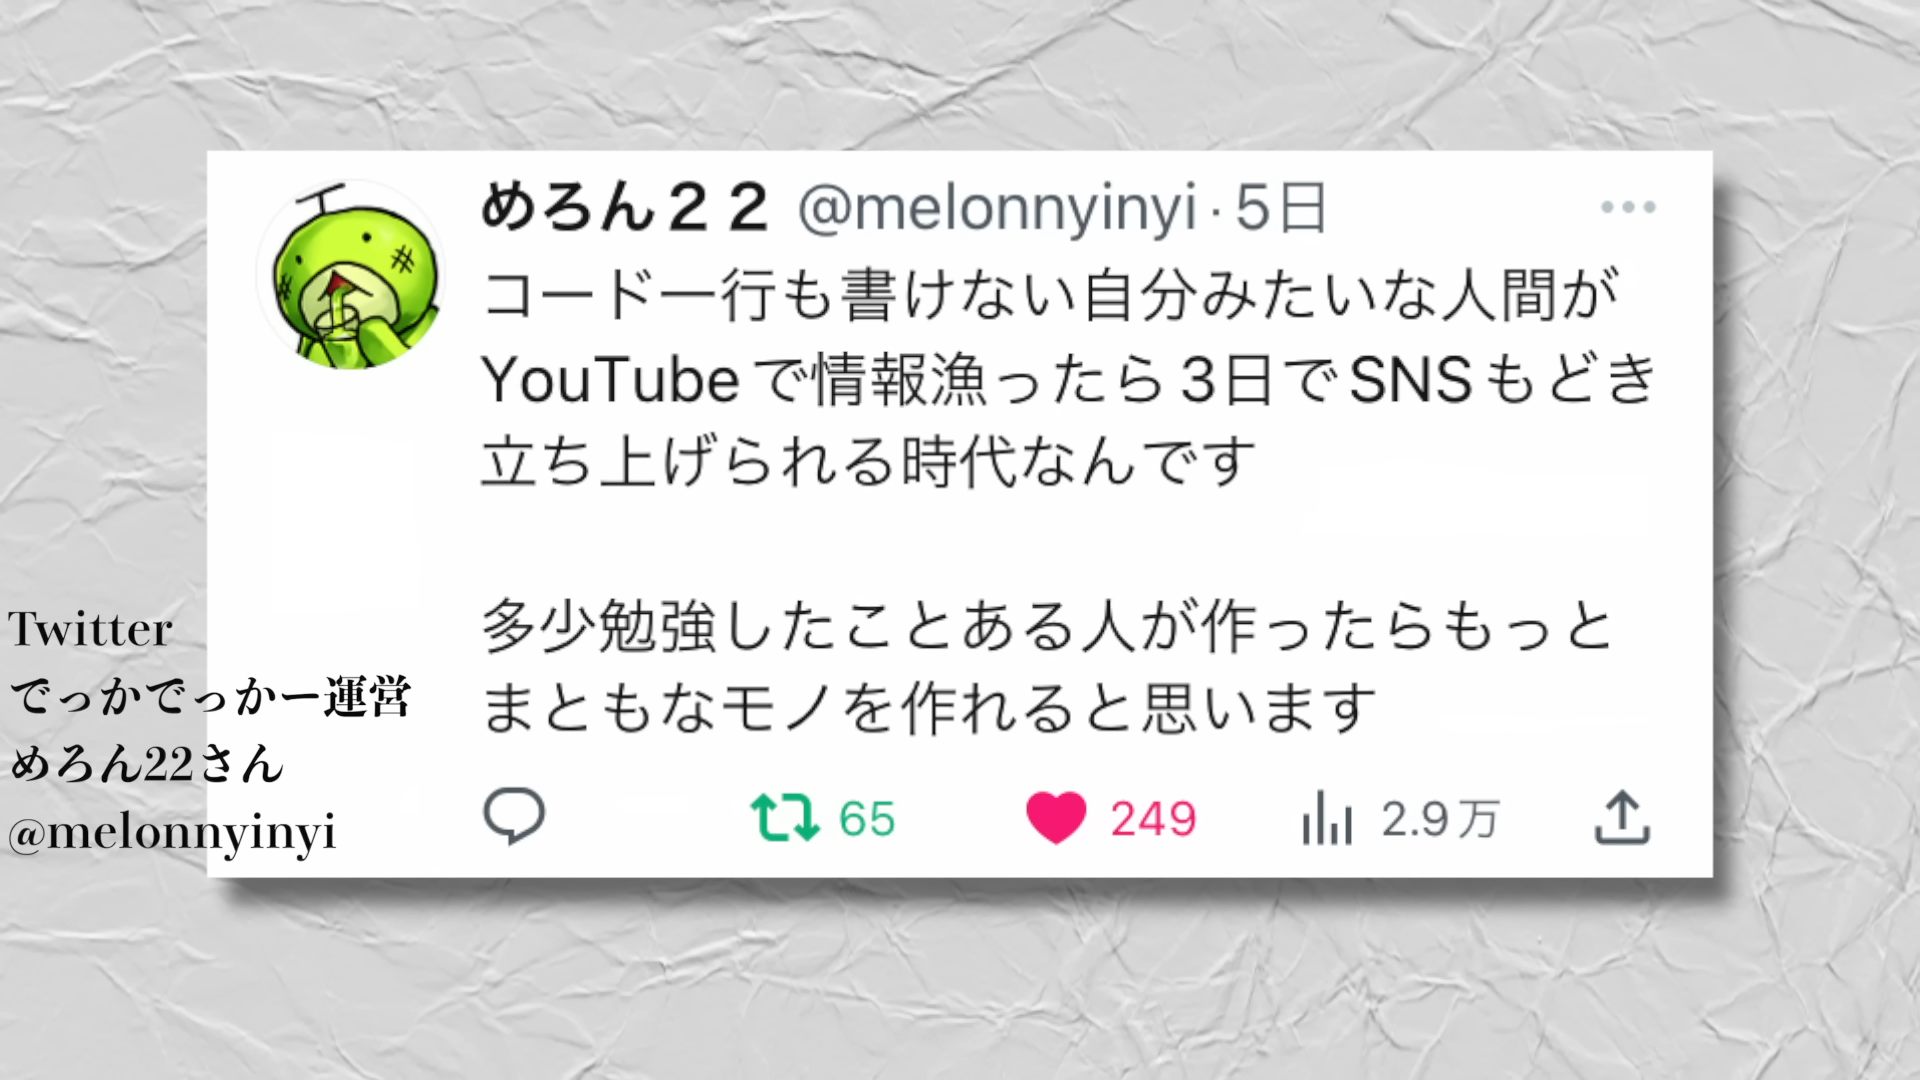 めろん２２ @melonnyinyi · 5日
コード一行も書けない自分みたいな人間が
YouTubeで情報漁ったら3日でSNSもどき
立ち上げられる時代なんです
多少勉強したことある人が作ったらもっと
まともなモノを作れると思います
65 249 2.9万
Twitter
でっかでっかー運営
めろん22さん
@melonnyinyi